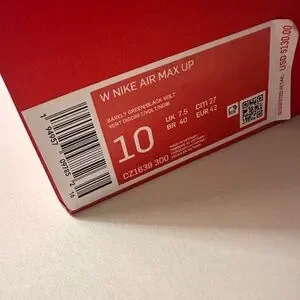 W NIKE AIR MAX UP
BARELY GREEN/BLACK-VOLT
VERT DISCRET/VOLT/NOIR
10
UK 7.5
CM 27
BR 40
EUR 42
CZ1639 300
USD $130.00
SUGGESTED RETAIL